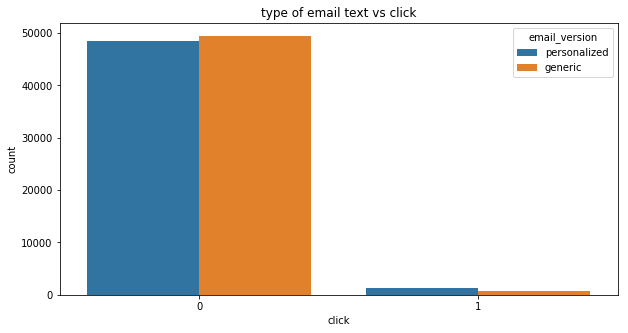 type of email text vs click
email_version
personalized
generic
count
50000
40000
30000
20000
10000
0
0 1
click